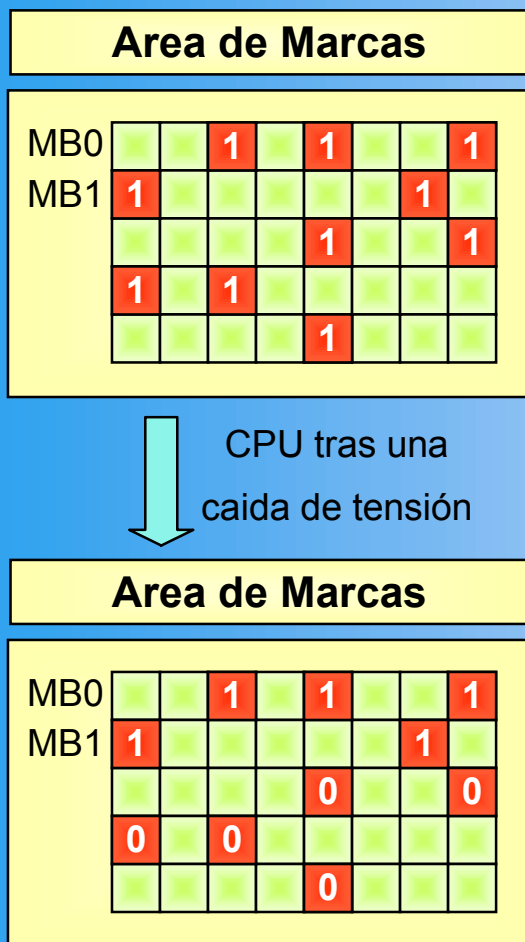 Area de Marcas
MB0 1 1 1
MB1 1 1
1 1
1 1
1
CPU tras una
caida de tensión
Area de Marcas
MB0 1 1 1
MB1 1 1
0 0
0 0
0